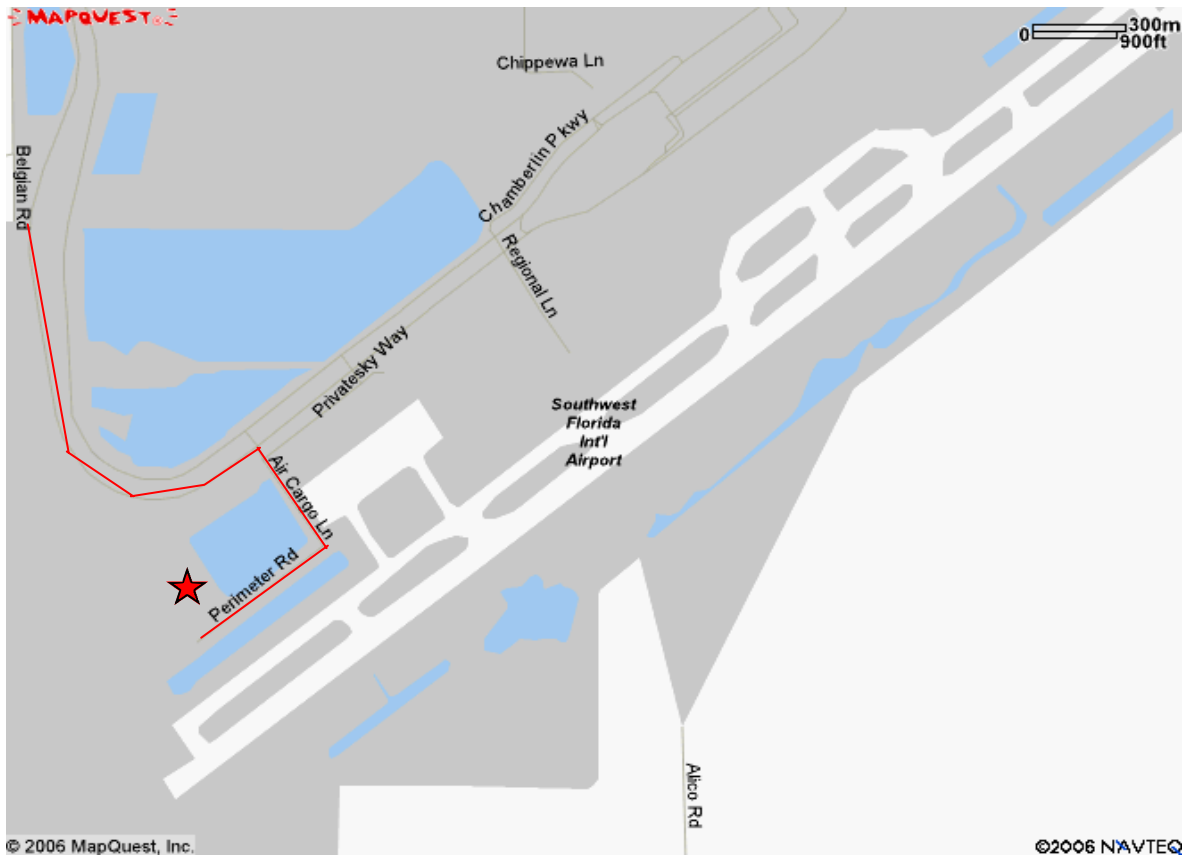 MAPQUEST
0 300m
900ft
Chippewa Ln
Chamberlin Pkwy
Belgian Rd
Regional Ln
Privatesky Way
Southwest
Florida
Int'l
Airport
Air Cargo Ln
Perimeter Rd
Alico Rd
© 2006 MapQuest, Inc.
©2006 NAVTEQ